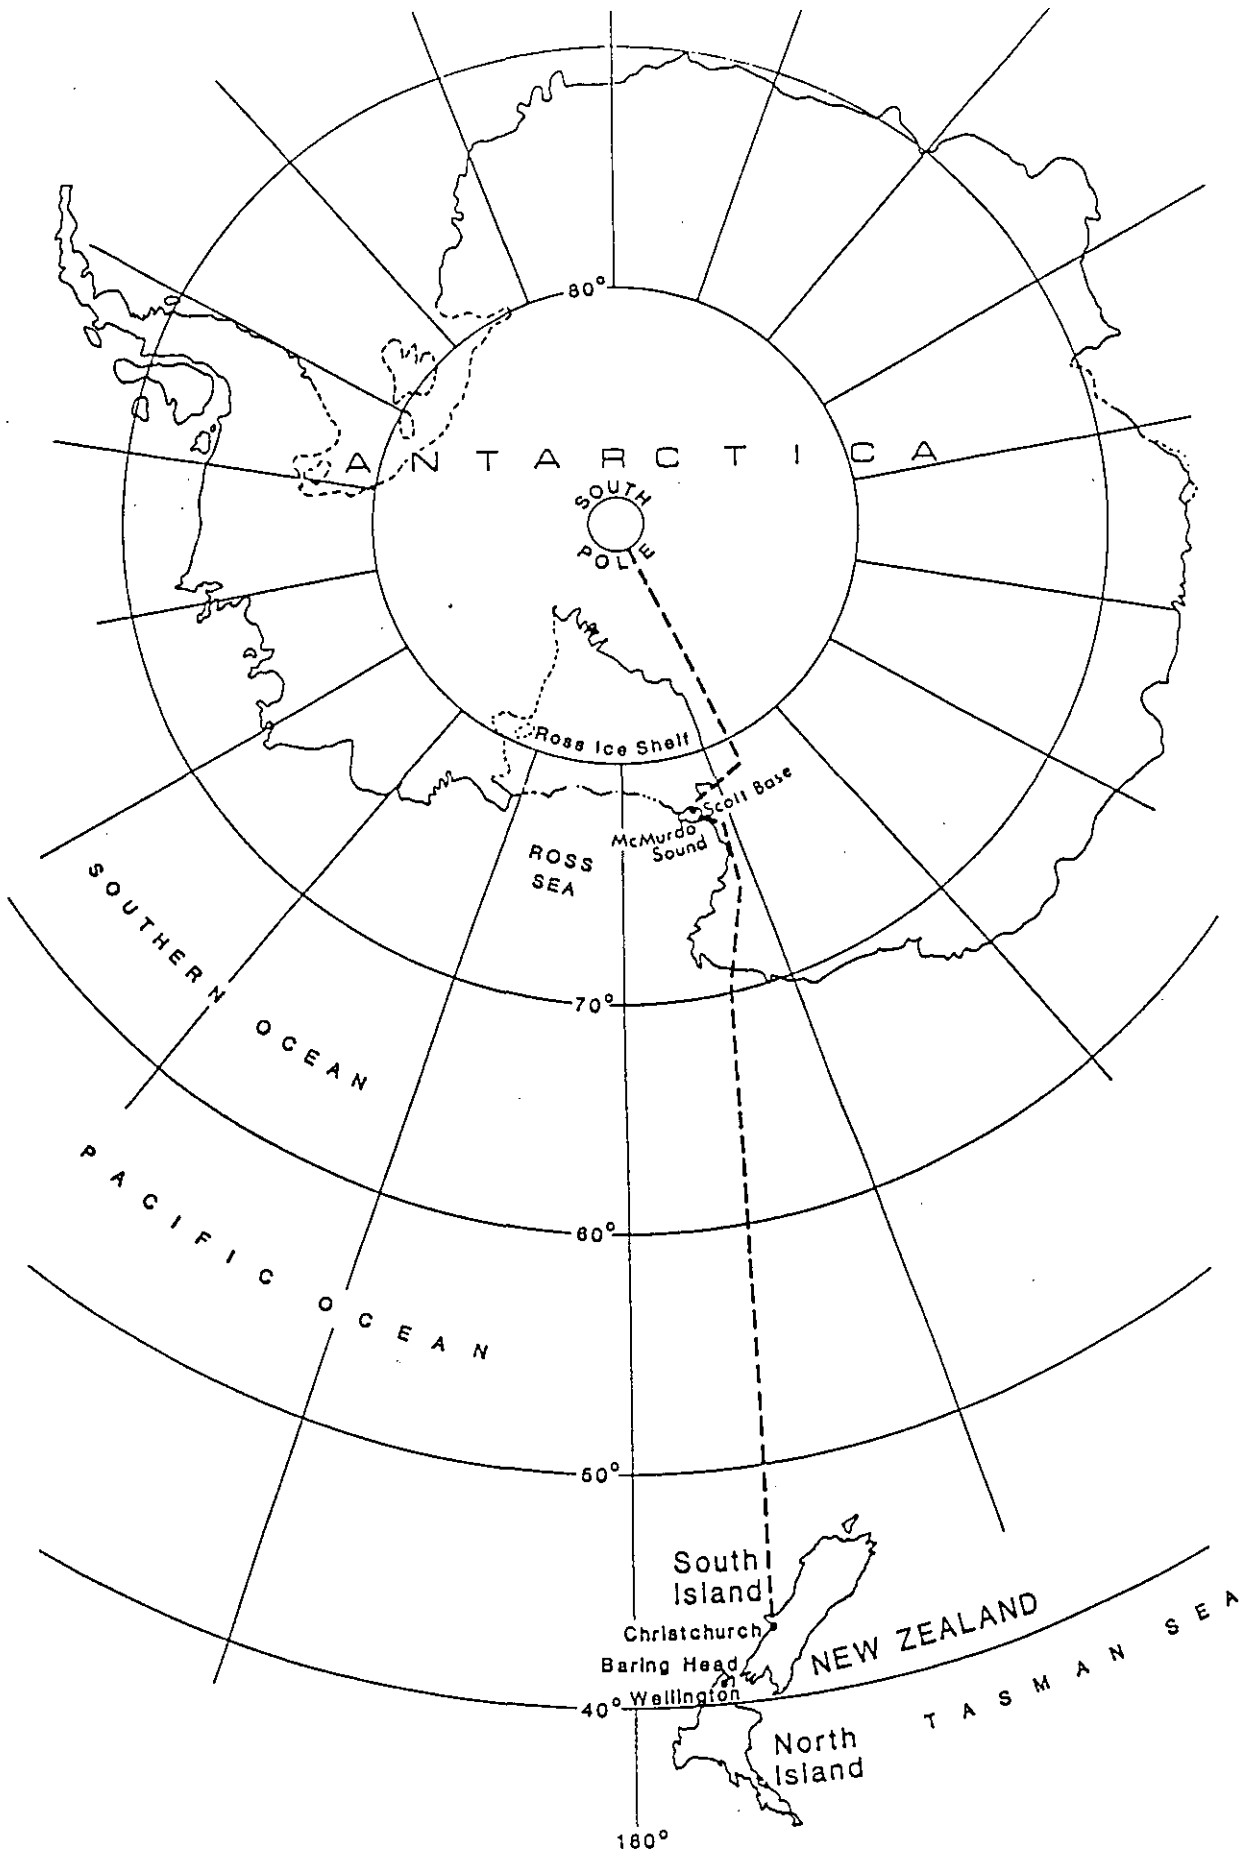 80°
ANTARCTICA
SOUTH
POLE
Ross Ice Shelf
Scott Base
McMurdo
Sound
ROSS
SEA
SOUTHERN OCEAN
70°
PACIFIC OCEAN
60°
50°
South
Island
Christchurch
NEW ZEALAND
TASMAN SEA
Baring Head
Wellington
40°
North
Island
180°